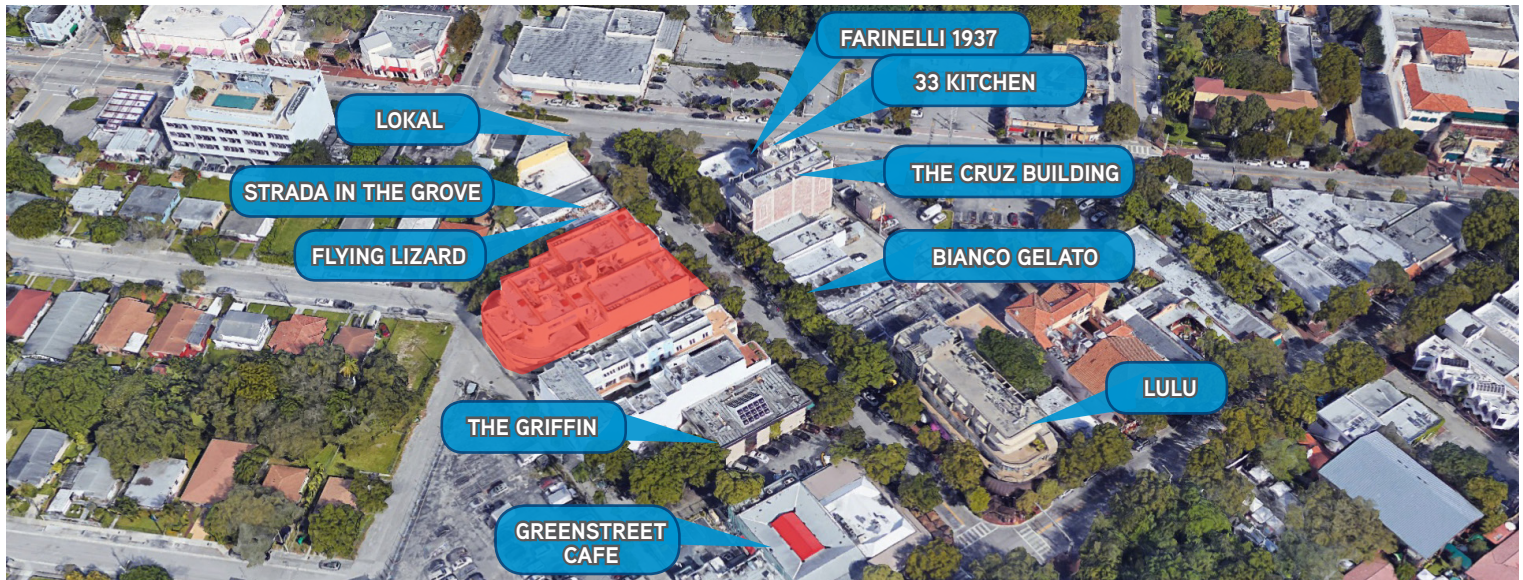 FARINELLI 1937
33 KITCHEN
LOKAL
THE CRUZ BUILDING
STRADA IN THE GROVE
FLYING LIZARD
BIANCO GELATO
LULU
THE GRIFFIN
GREENSTREET
CAFE